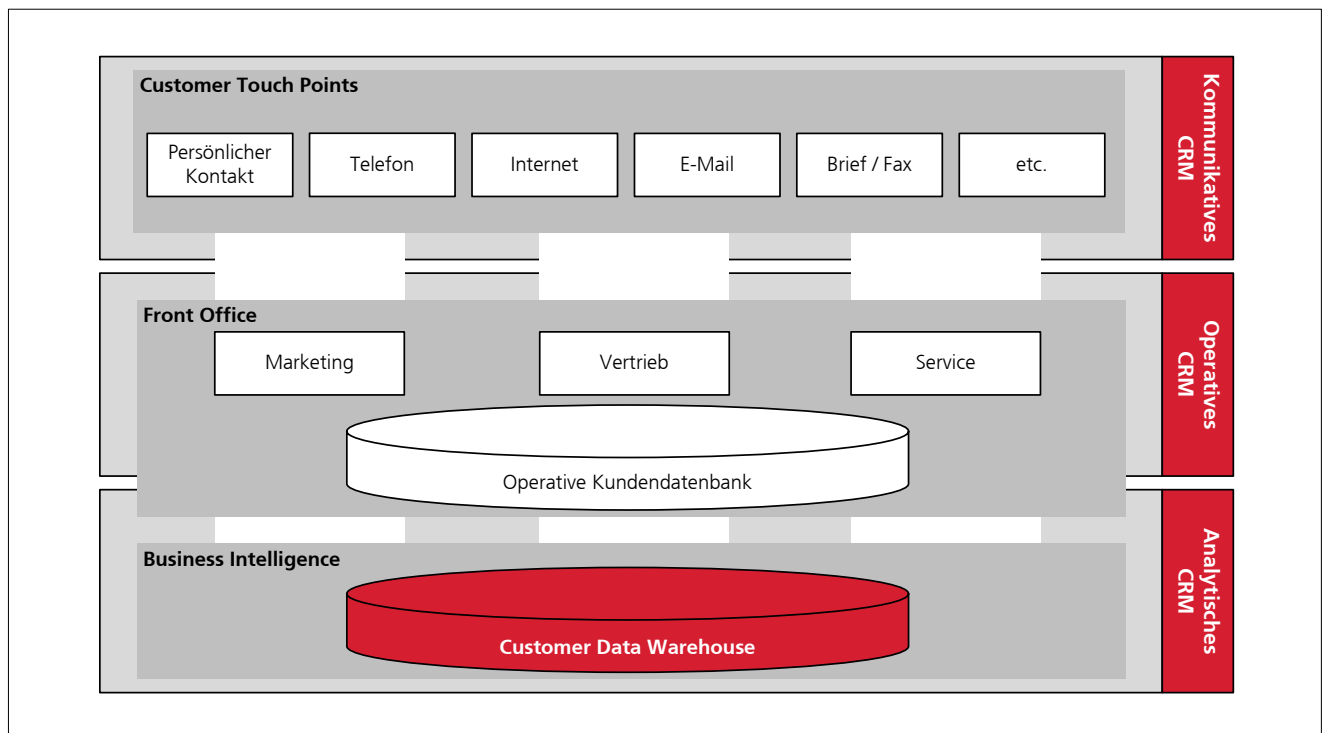 Customer Touch Points
Persönlicher
Kontakt
Telefon
Internet
E-Mail
Brief / Fax
etc.
Kommunikatives
CRM
Front Office
Marketing
Vertrieb
Service
Operative Kundendatenbank
Operatives
CRM
Business Intelligence
Customer Data Warehouse
Analytisches
CRM